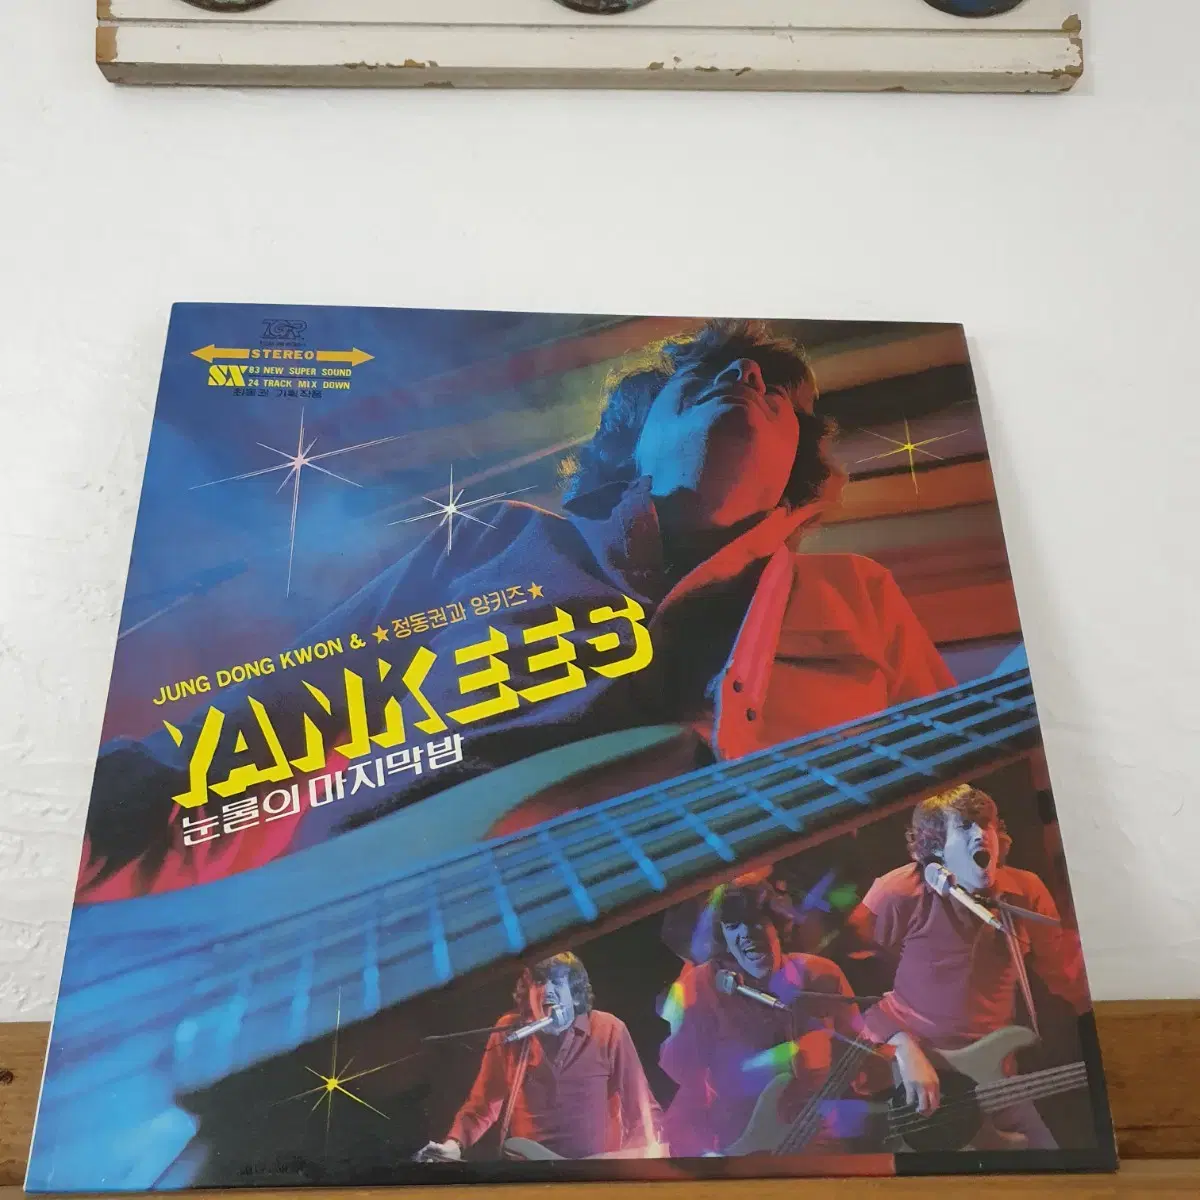 STEREO
SX 83 NEW SUPER SOUND
24 TRACK MIX DOWN
JUNG DONG KWON & ★정동권과 양키즈★
YANKEES
눈물의 마지막밤